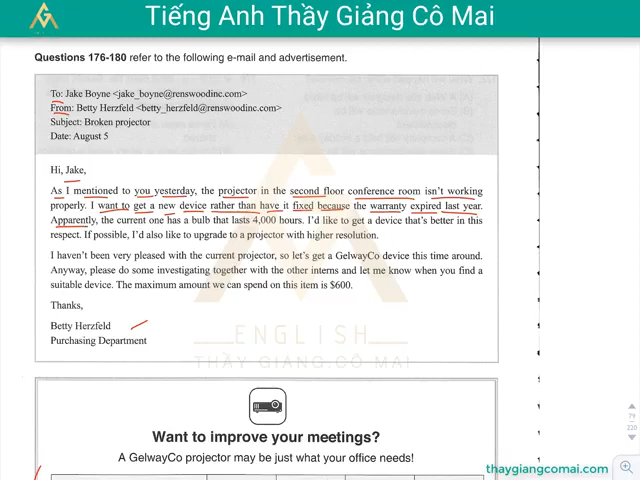 Tiếng Anh Thầy Giảng Cô Mai
Questions 176-180 refer to the following e-mail and advertisement.
To: Jake Boyne <jake_boyne@renswoodinc.com>
From: Betty Herzfeld <betty_herzfeld@renswoodinc.com>
Subject: Broken projector
Date: August 5
Hi, Jake,
As I mentioned to you yesterday, the projector in the second floor conference room isn't working
properly. I want to get a new device rather than have it fixed because the warranty expired last year.
Apparently, the current one has a bulb that lasts 4,000 hours. I'd like to get a device that's better in this
respect. If possible, I'd also like to upgrade to a projector with higher resolution.
I haven't been very pleased with the current projector, so let's get a GelwayCo device this time around.
Anyway, please do some investigating together with the other interns and let me know when you find a
suitable device. The maximum amount we can spend on this item is $600.
Thanks,
Betty Herzfeld
Purchasing Department
ENGLISH
THẦY GIẢNG.CÔ MAI
Want to improve your meetings?
A GelwayCo projector may be just what your office needs!
79
220
thaygiangcomai.com